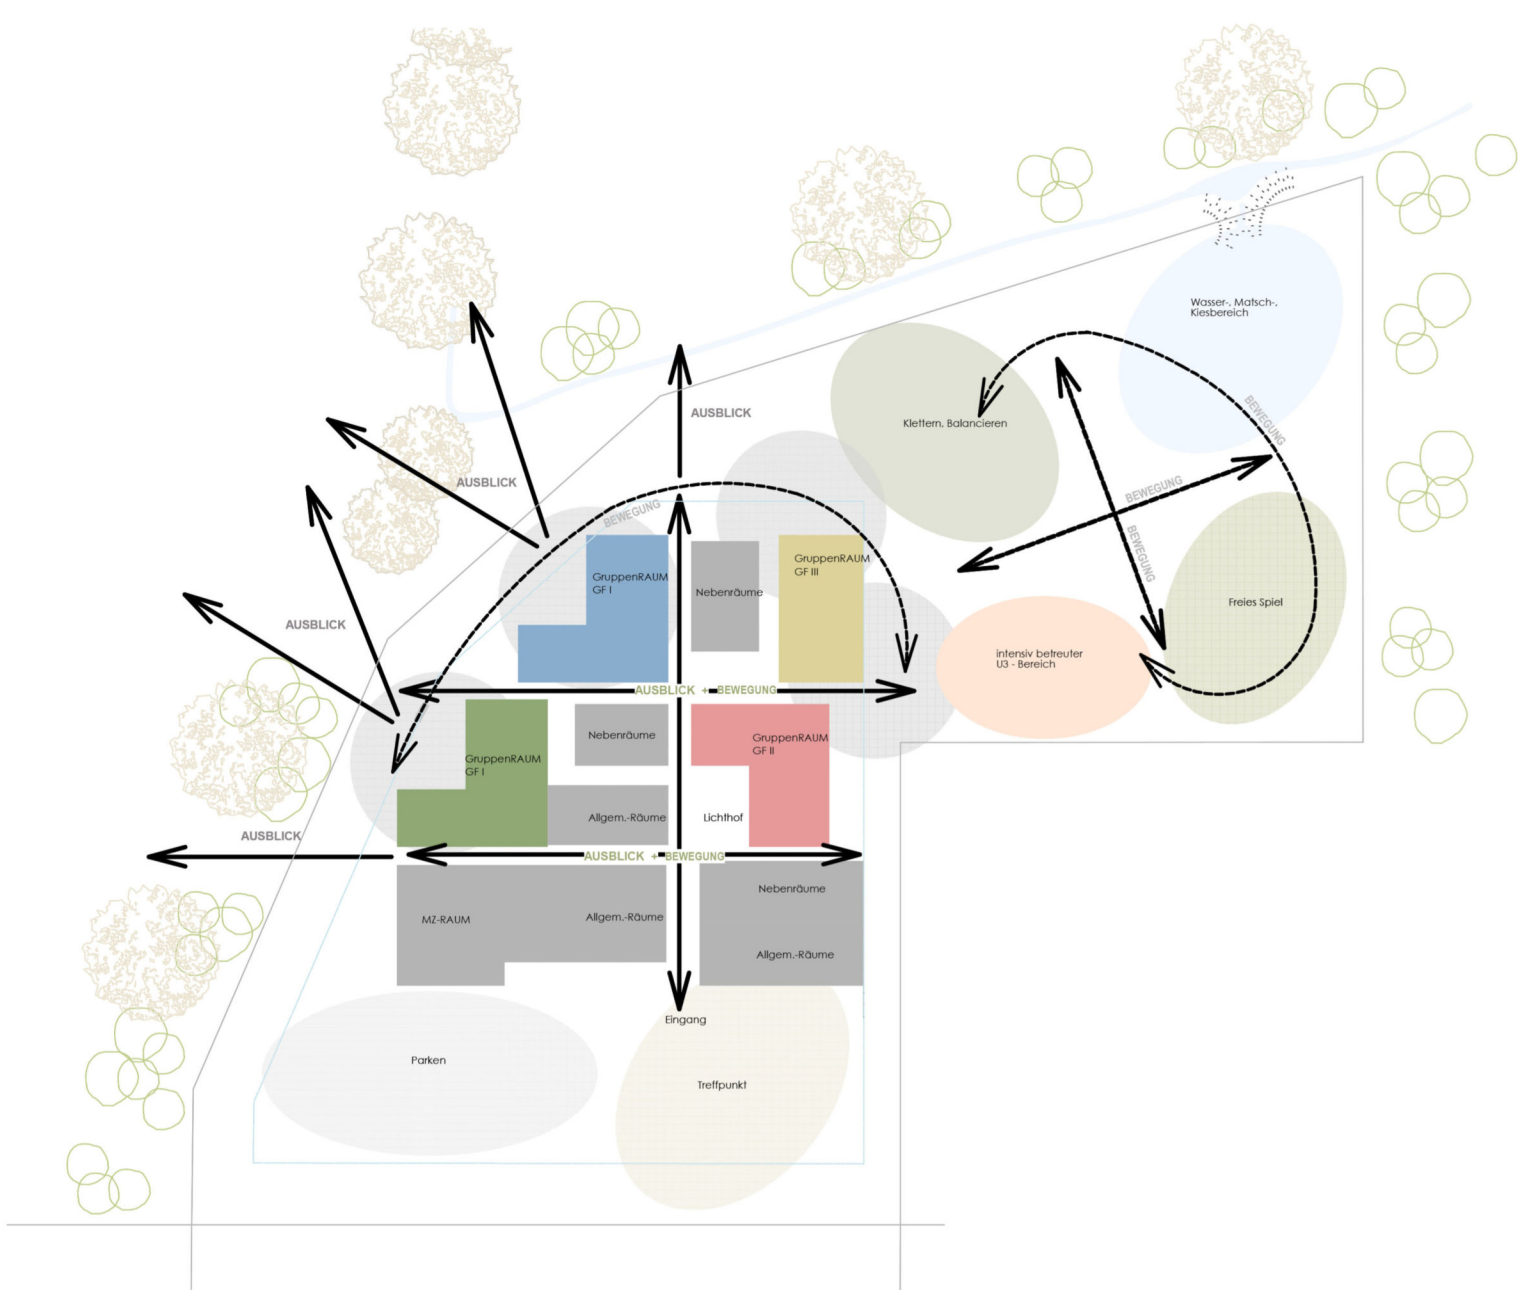 Wasser-, Matsch-,
Kiesbereich
AUSBLICK
Klettern, Balancieren
BEWEGUNG
AUSBLICK
BEWEGUNG
BEWEGUNG
BEWEGUNG
GruppenRAUM
GF I
Nebenräume
GruppenRAUM
GF III
Freies Spiel
AUSBLICK
intensiv betreuter
U3 - Bereich
AUSBLICK + BEWEGUNG
Nebenräume
GruppenRAUM
GF II
GruppenRAUM
GF I
Allgem.-Räume
Lichthof
AUSBLICK
AUSBLICK + BEWEGUNG
Nebenräume
MZ-RAUM
Allgem.-Räume
Allgem.-Räume
Eingang
Parken
Treffpunkt